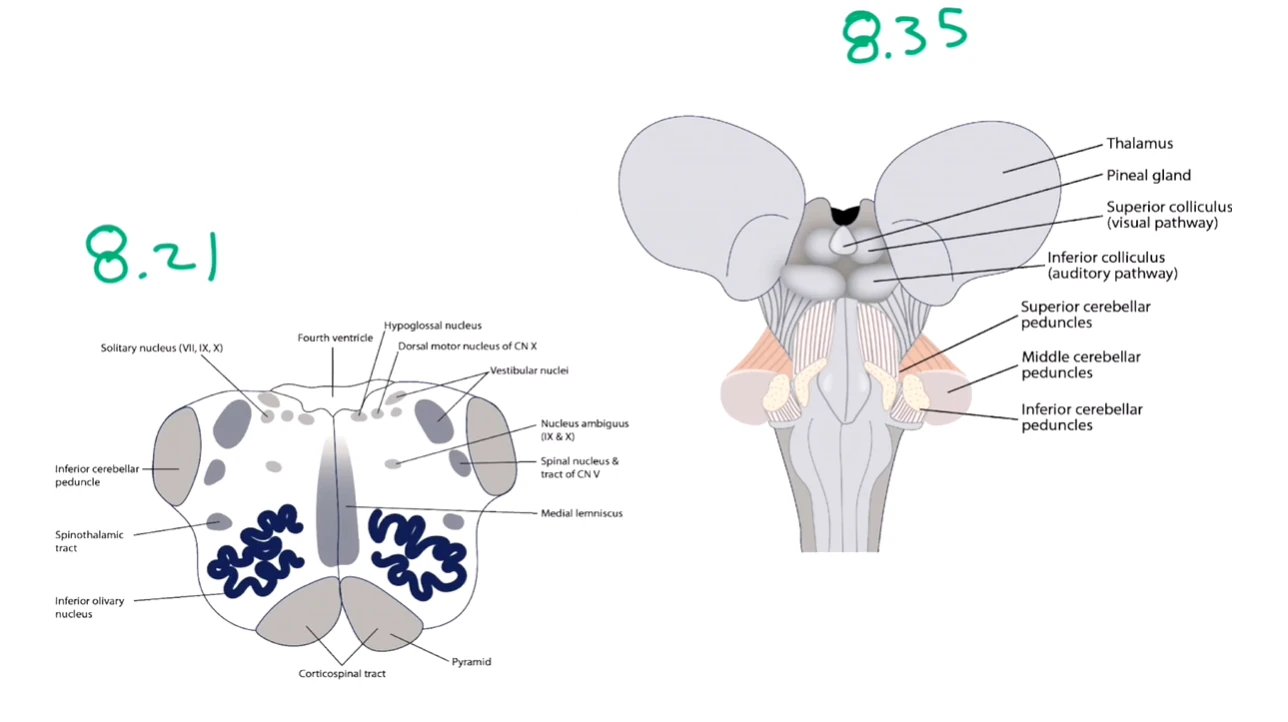 8.35
Thalamus
Pineal gland
Superior colliculus
(visual pathway)
Inferior colliculus
(auditory pathway)
Superior cerebellar
peduncles
Middle cerebellar
peduncles
Inferior cerebellar
peduncles
8.21
Hypoglossal nucleus
Fourth ventricle
Dorsal motor nucleus of CN X
Solitary nucleus (VII, IX, X)
Vestibular nuclei
Nucleus ambiguus
(IX & X)
Inferior cerebellar
peduncle
Spinal nucleus &
tract of CN V
Medial lemniscus
Spinothalamic
tract
Inferior olivary
nucleus
Pyramid
Corticospinal tract